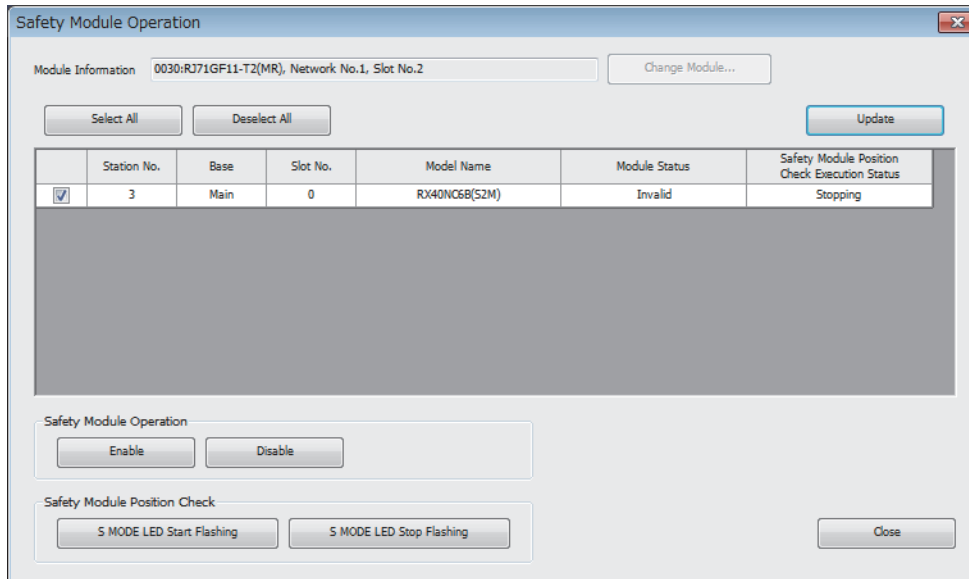 Safety Module Operation
Module Information 0030:RJ71GF11-T2(MR), Network No.1, Slot No.2 Change Module...
Select All Deselect All Update
Station No. Base Slot No. Model Name Module Status Safety Module Position
Check Execution Status
3 Main 0 RX40NC6B(S2M) Invalid Stopping
Safety Module Operation
Enable Disable
Safety Module Position Check
S MODE LED Start Flashing S MODE LED Stop Flashing Close